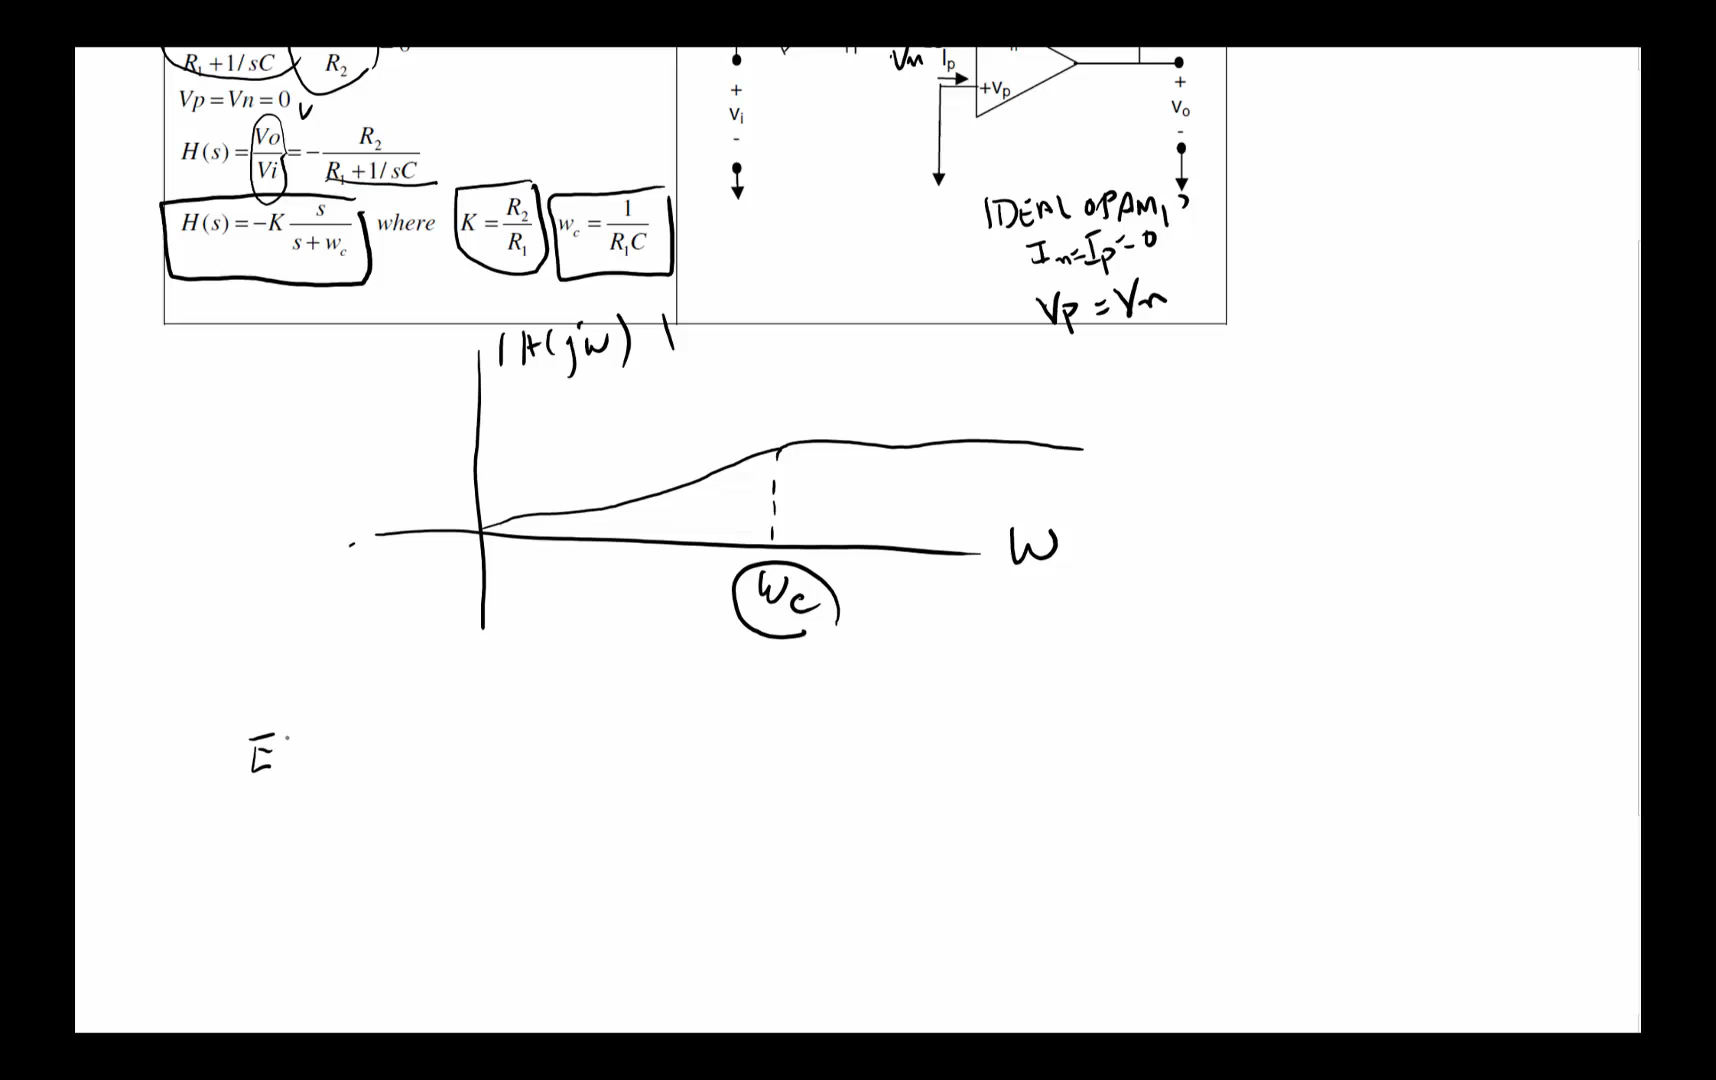 R₁ + 1/sC R₂
Vp = Vn = 0 V
H(s) = Vo/Vi = − R₂/(R₁ + 1/sC)
H(s) = −K s/(s + w_c) where K = R₂/R₁ w_c = 1/(R₁C)
Vn Ip
+Vp
+
Vi
-
+
Vo
-
IDEAL OPAMP
In=Ip=0
Vp = Vn
|H(jw)|
W
Wc
E